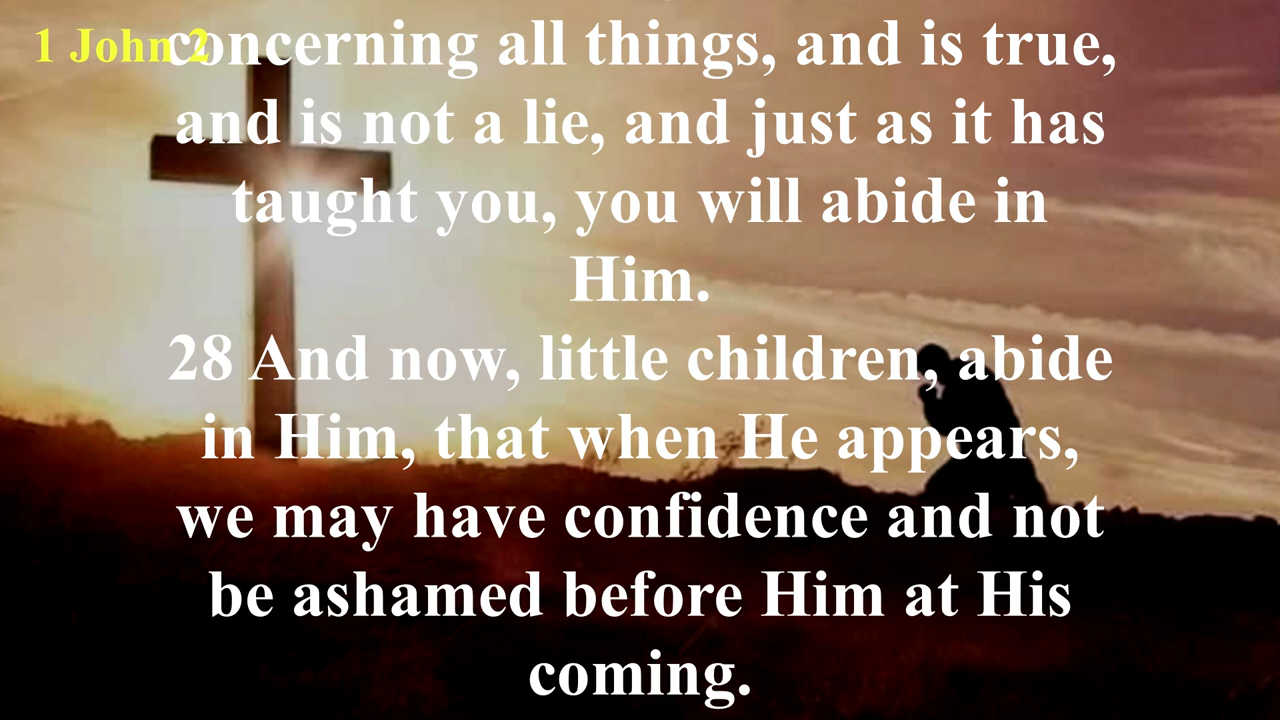 1 John 2
concerning all things, and is true,
and is not a lie, and just as it has
taught you, you will abide in
Him.
28 And now, little children, abide
in Him, that when He appears,
we may have confidence and not
be ashamed before Him at His
coming.